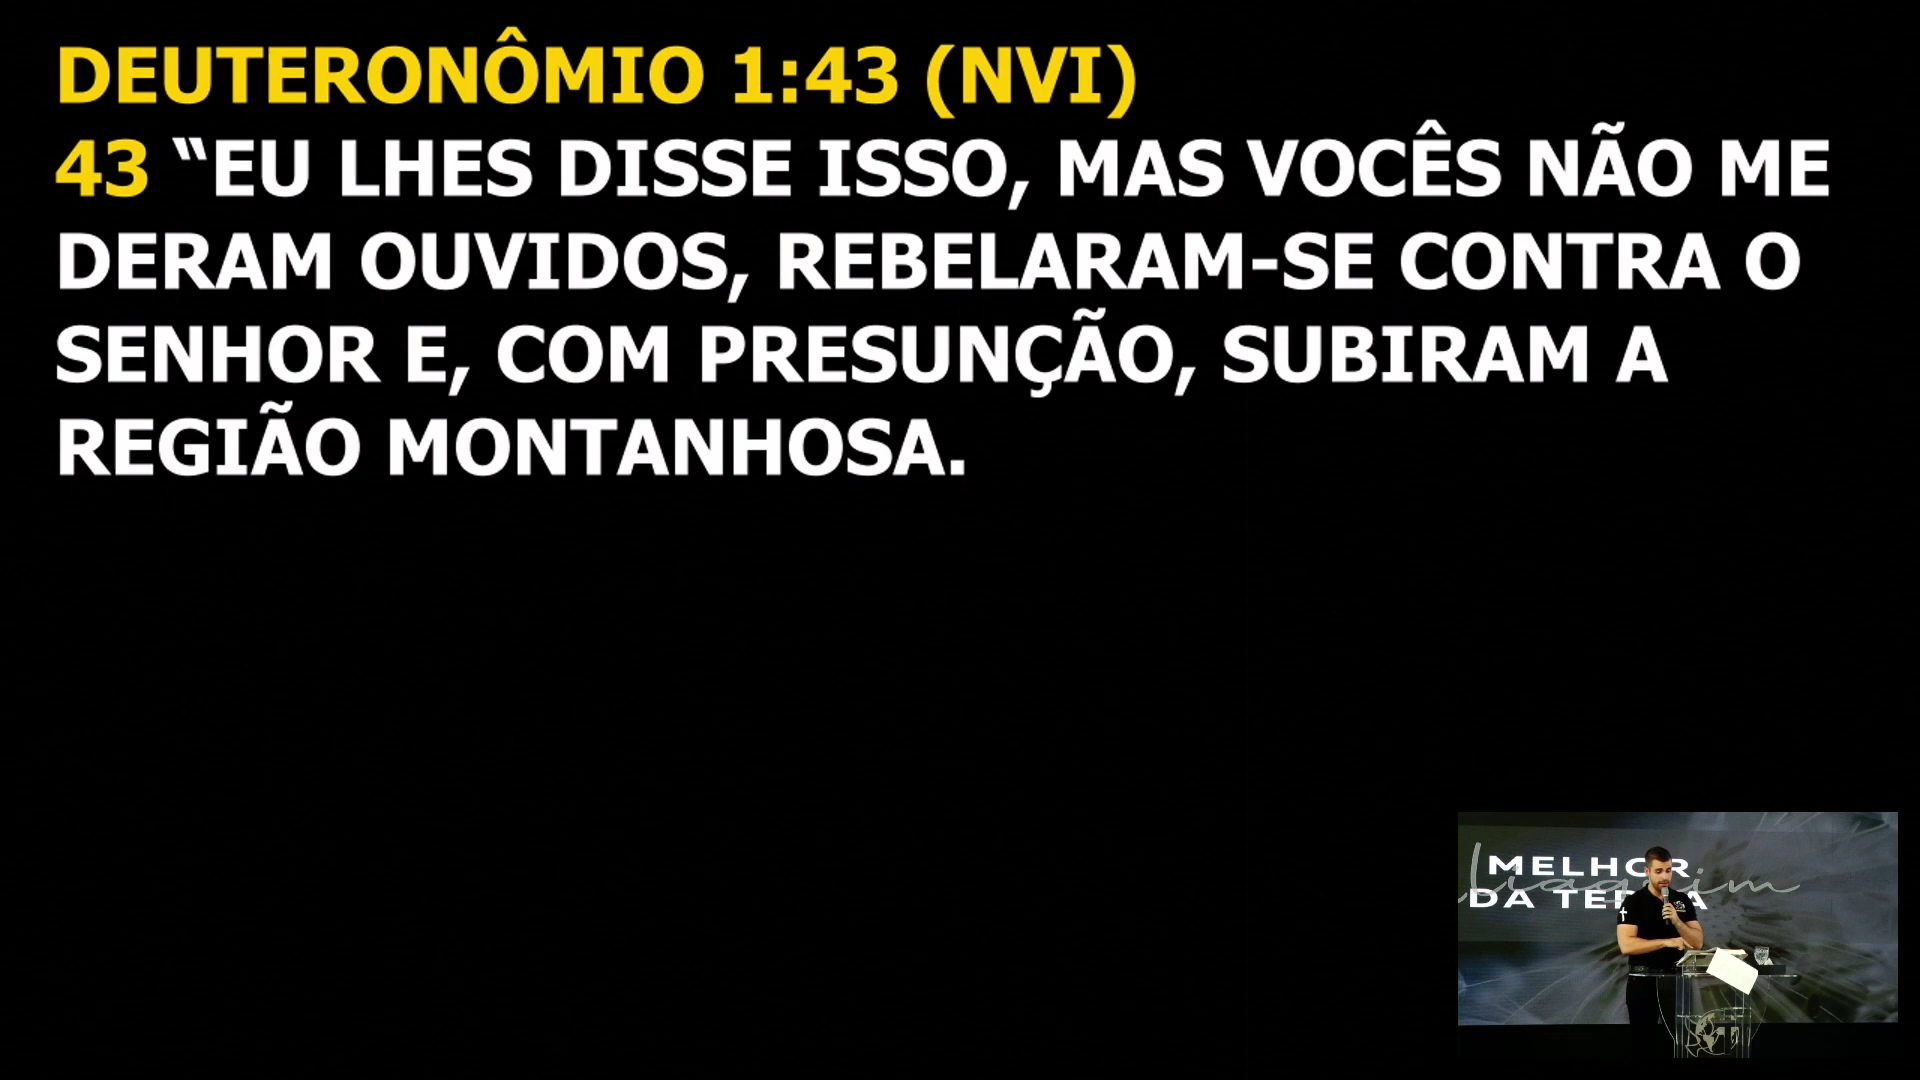 DEUTERONÔMIO 1:43 (NVI)
43 “EU LHES DISSE ISSO, MAS VOCÊS NÃO ME
DERAM OUVIDOS, REBELARAM-SE CONTRA O
SENHOR E, COM PRESUNÇÃO, SUBIRAM A
REGIÃO MONTANHOSA.
MELHOR
DA